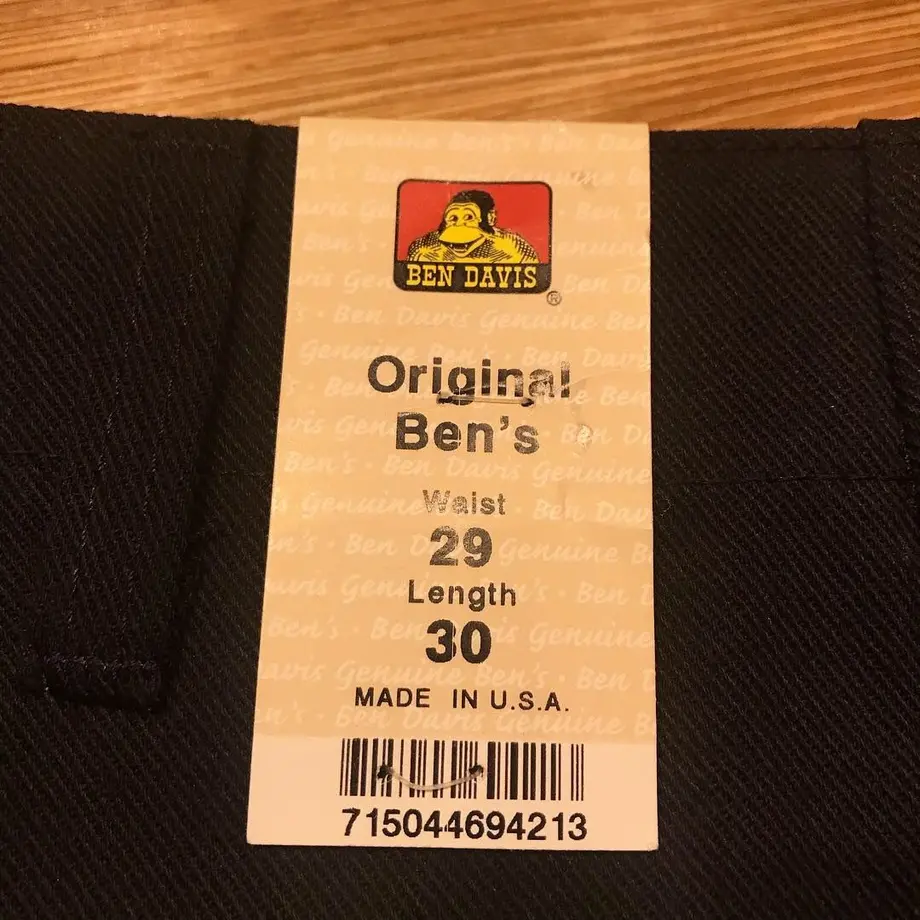 BEN DAVIS
®
Original
Ben's
Waist
29
Length
30
MADE IN U.S.A.
715044694213